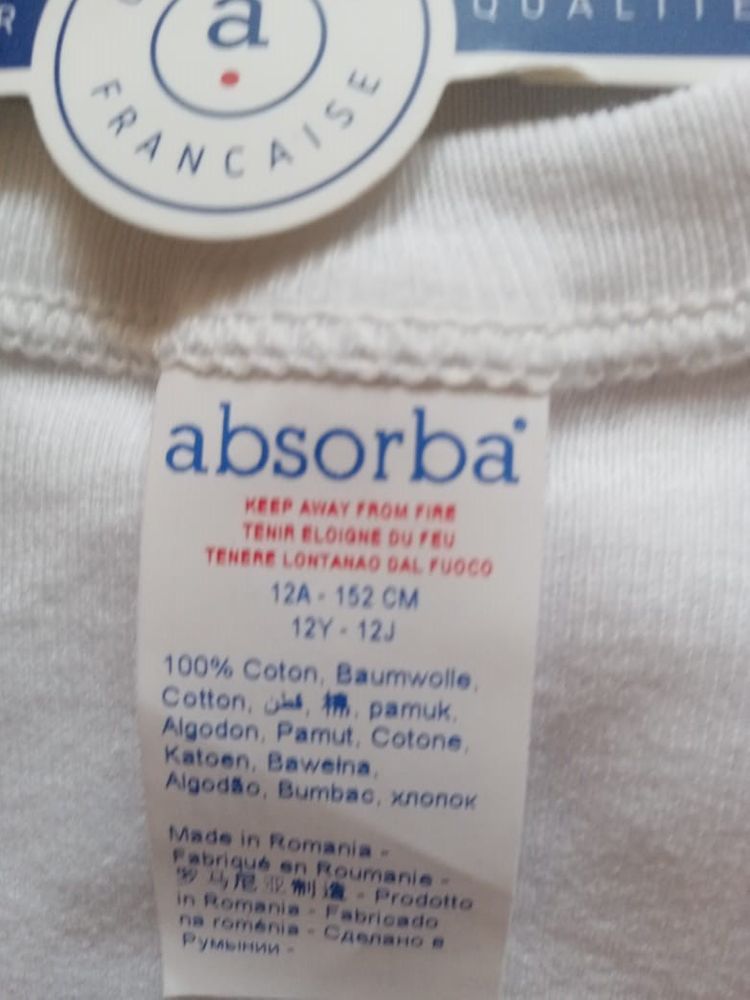 a
FRANCAISE
QUALITE
absorba®
KEEP AWAY FROM FIRE
TENIR ELOIGNE DU FEU
TENERE LONTANAO DAL FUOCO
12A - 152 CM
12Y - 12J
100% Coton, Baumwolle,
Cotton, قطن, 棉, pamuk,
Algodon, Pamut, Cotone,
Katoen, Bawełna,
Algodão, Bumbac, хлопок
Made in Romania -
Fabriqué en Roumanie -
罗马尼亚制造 - Prodotto
in Romania - Fabricado
na roménia - Сделано в
Румынии -